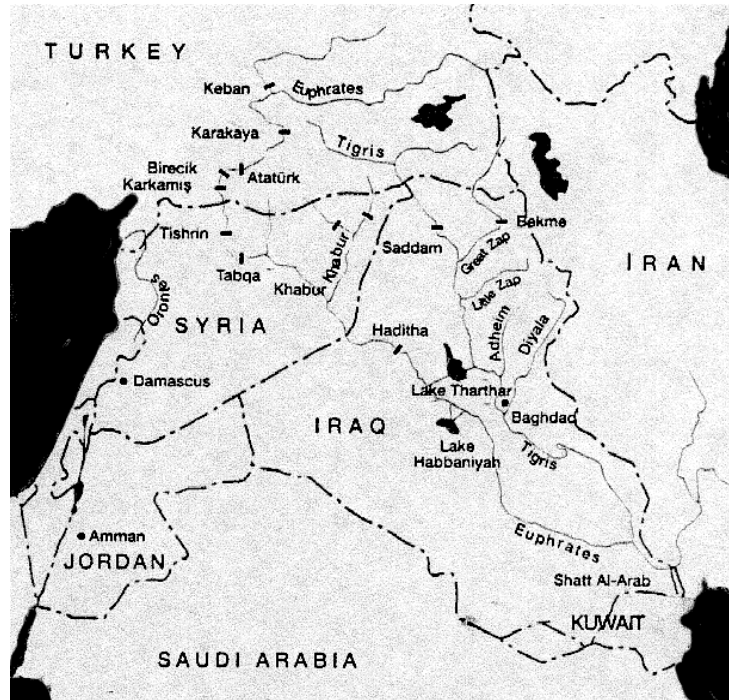 TURKEY
Keban
Euphrates
Karakaya
Tigris
Birecik
Karkamış
Atatürk
Tishrin
Tabqa
Khabur
Khabur
Saddam
Bekme
Great Zap
Little Zap
IRAN
Orontes
SYRIA
Haditha
Adheim
Diyala
Damascus
Lake Tharthar
Baghdad
IRAQ
Lake
Habbaniyah
Tigris
Euphrates
Amman
JORDAN
Shatt Al-Arab
KUWAIT
SAUDI ARABIA